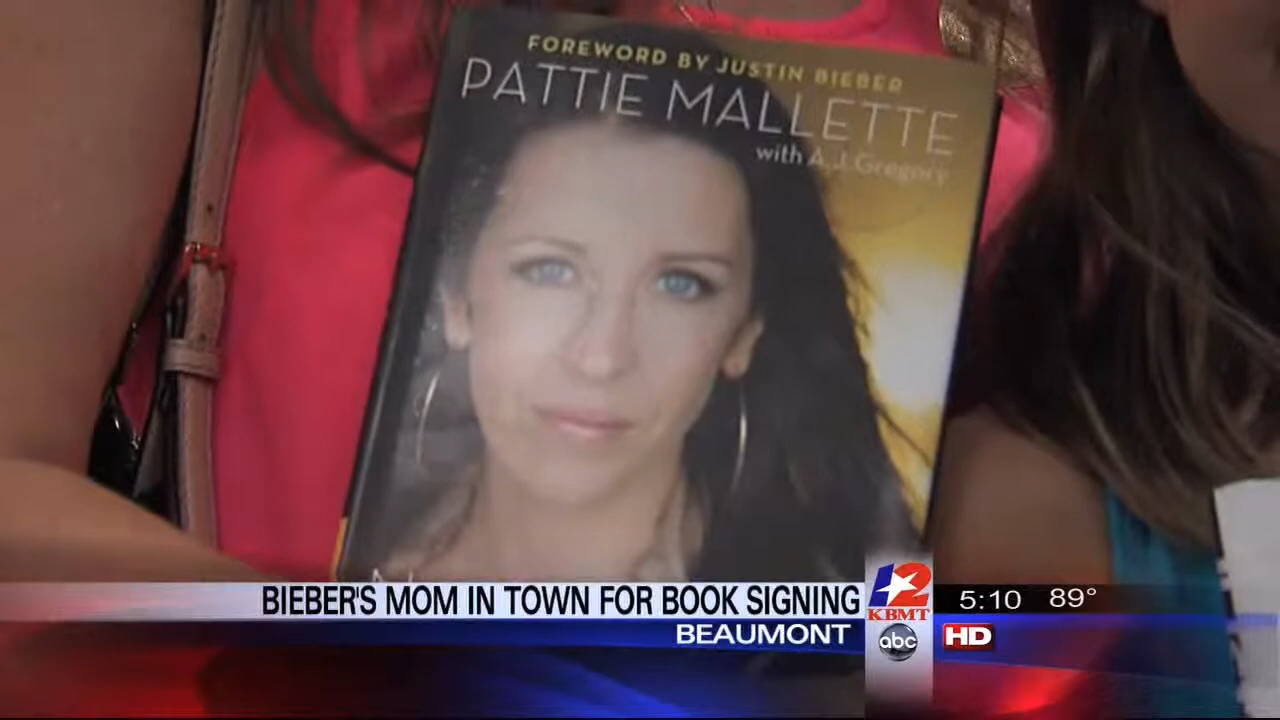 FOREWORD BY JUSTIN BIEBER
PATTIE MALLETTE
with A.J. Gregory
BIEBER'S MOM IN TOWN FOR BOOK SIGNING
BEAUMONT
2
KBMT
abc
5:10 89°
HD